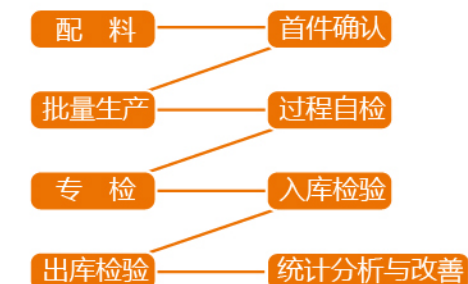 配 料
首件确认
批量生产
过程自检
专 检
入库检验
出库检验
统计分析与改善